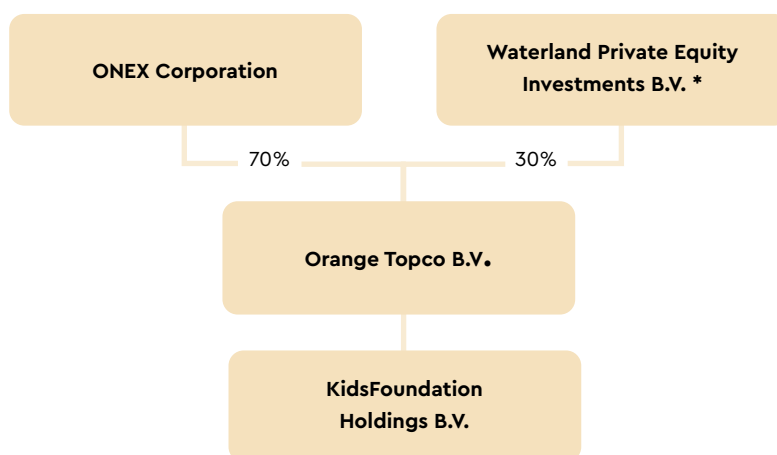 ONEX Corporation
Waterland Private Equity
Investments B.V. *
70%
30%
Orange Topco B.V.
KidsFoundation
Holdings B.V.